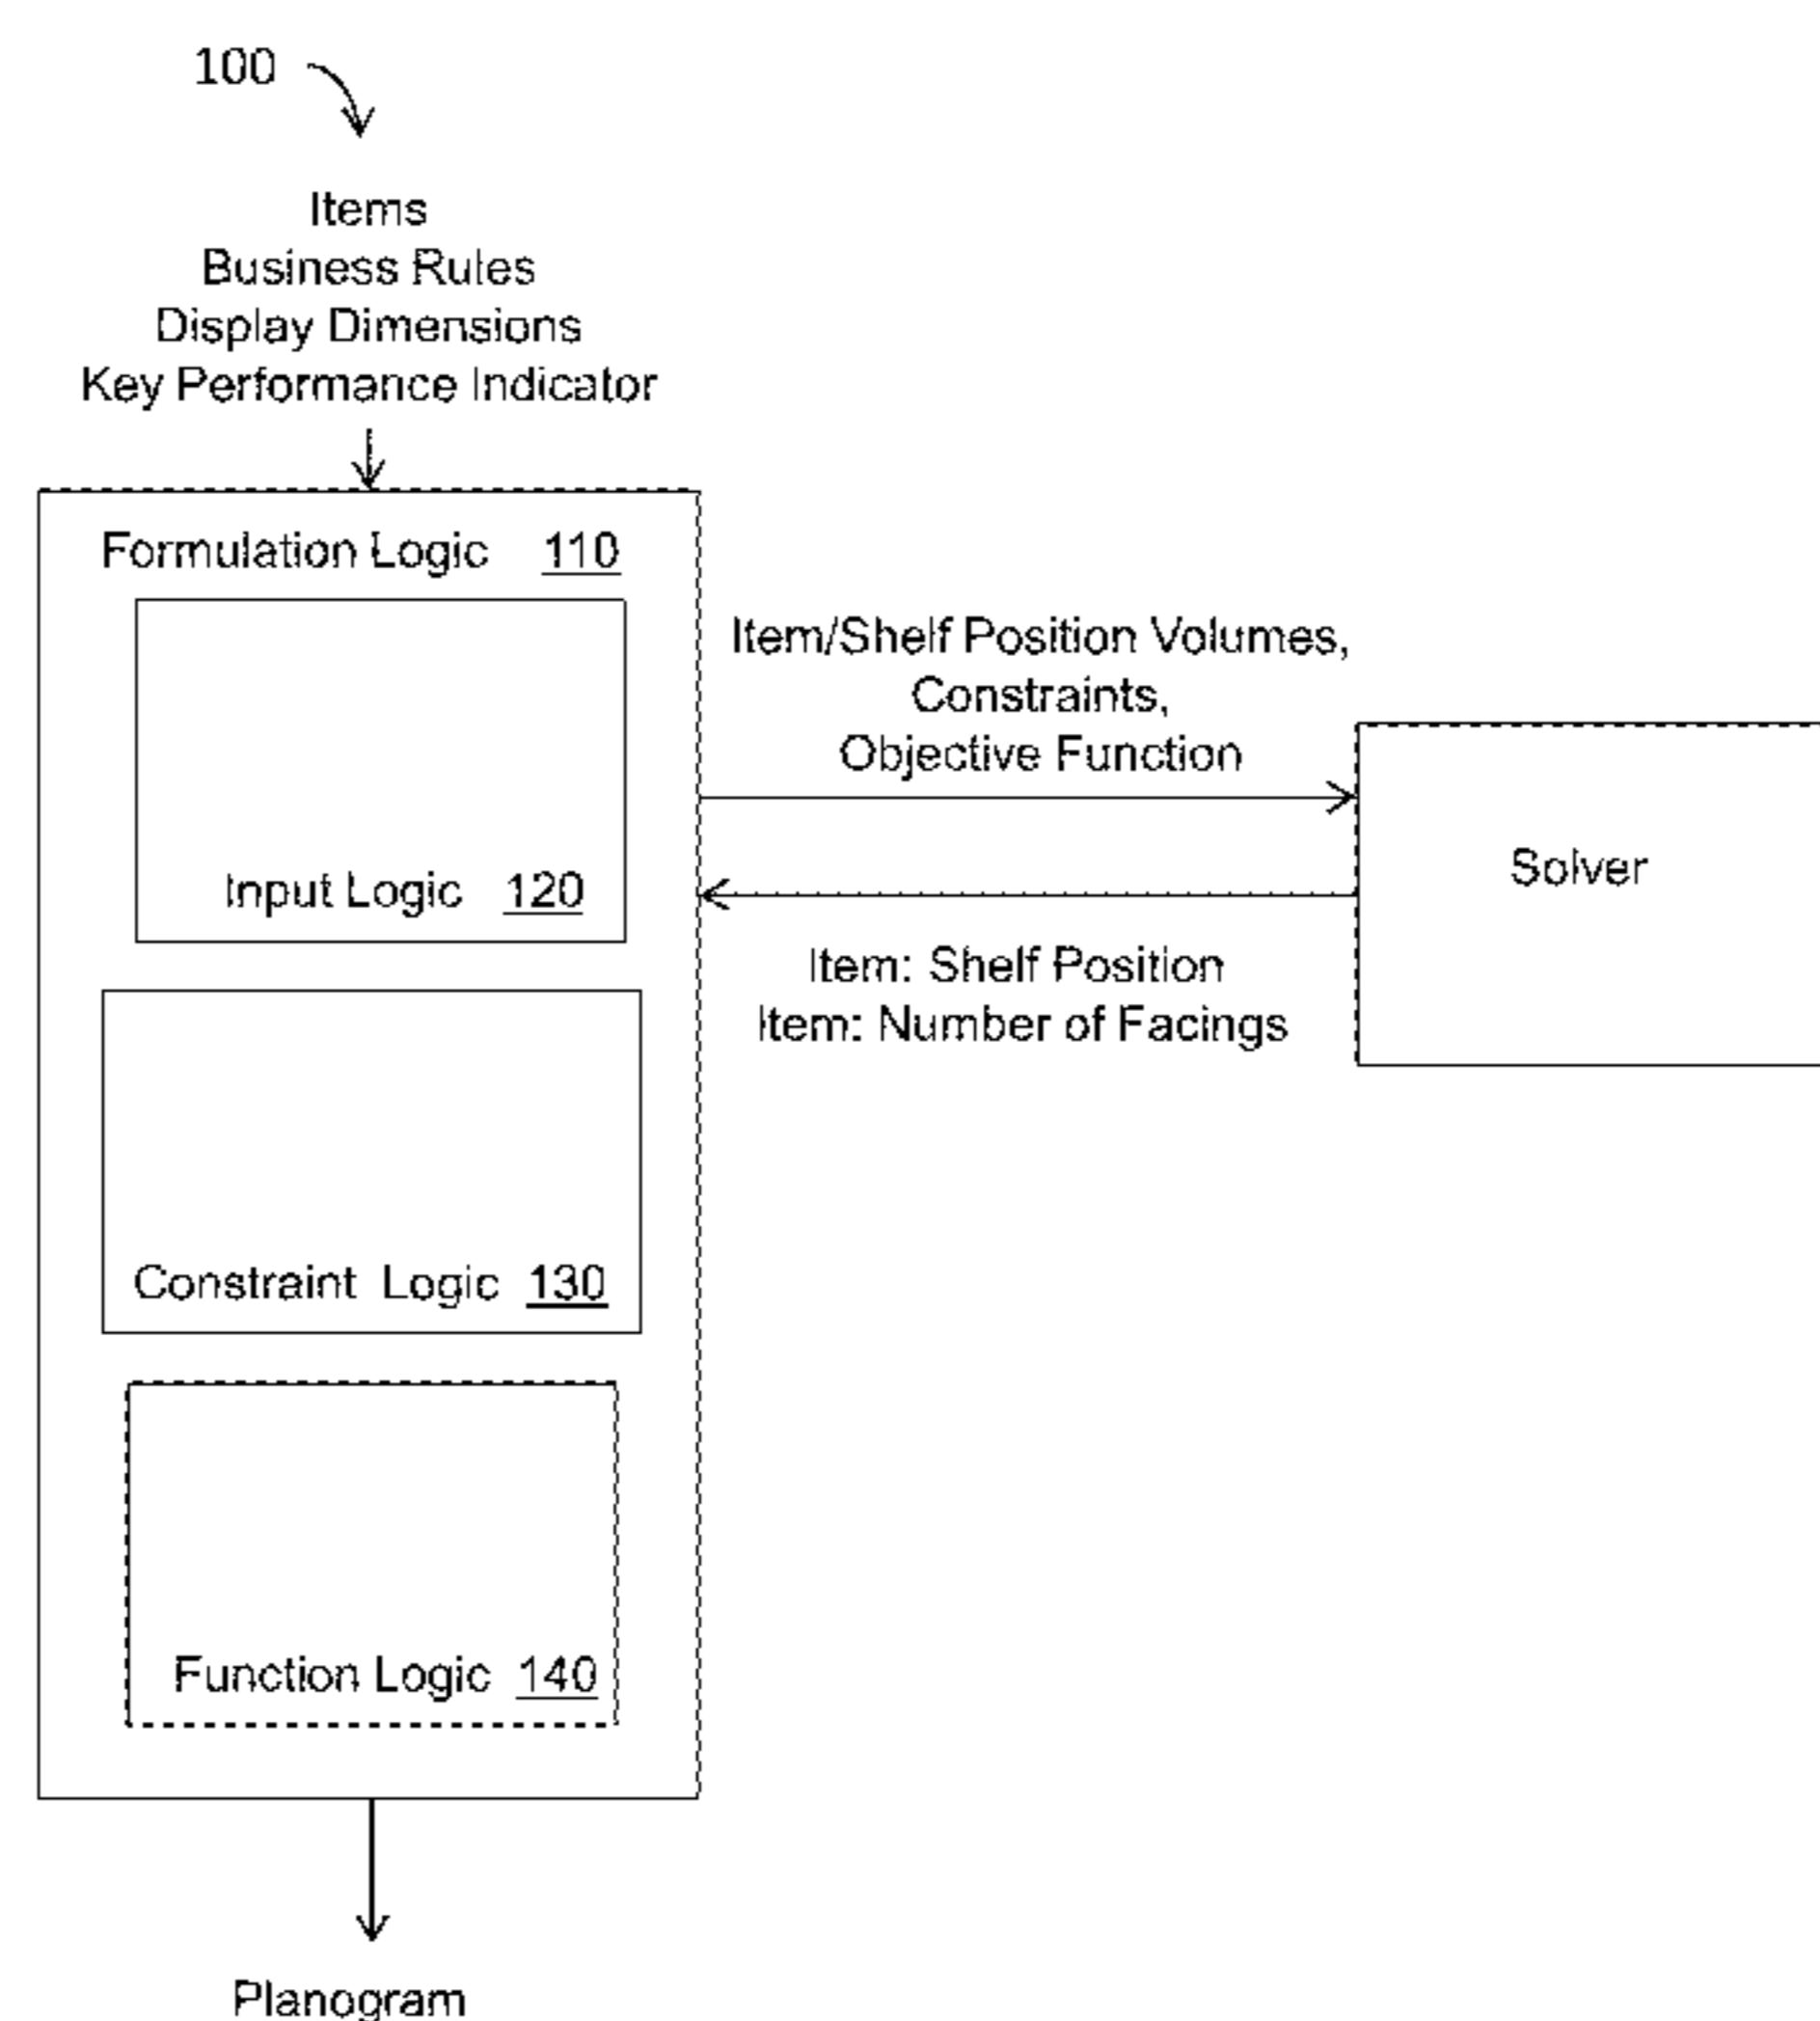 100
Items
Business Rules
Display Dimensions
Key Performance Indicator
Formulation Logic 110
Input Logic 120
Constraint Logic 130
Function Logic 140
Item/Shelf Position Volumes,
Constraints,
Objective Function
Solver
Item: Shelf Position
Item: Number of Facings
Planogram